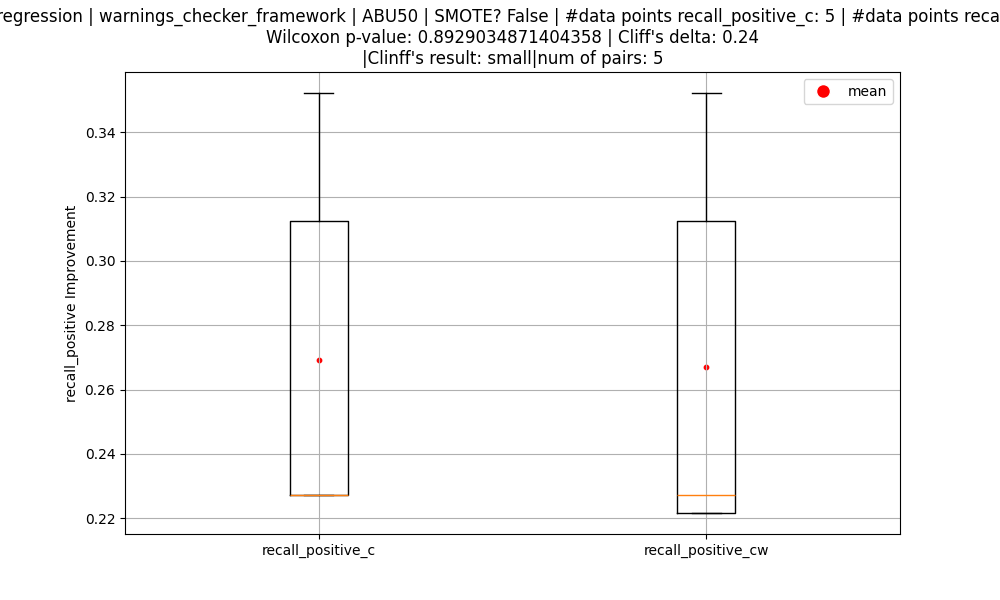 regression | warnings_checker_framework | ABU50 | SMOTE? False | #data points recall_positive_c: 5 | #data points reca
Wilcoxon p-value: 0.8929034871404358 | Cliff's delta: 0.24
|Clinff's result: small|num of pairs: 5
mean
0.34
0.32
0.30
0.28
0.26
0.24
0.22
recall_positive Improvement
recall_positive_c
recall_positive_cw